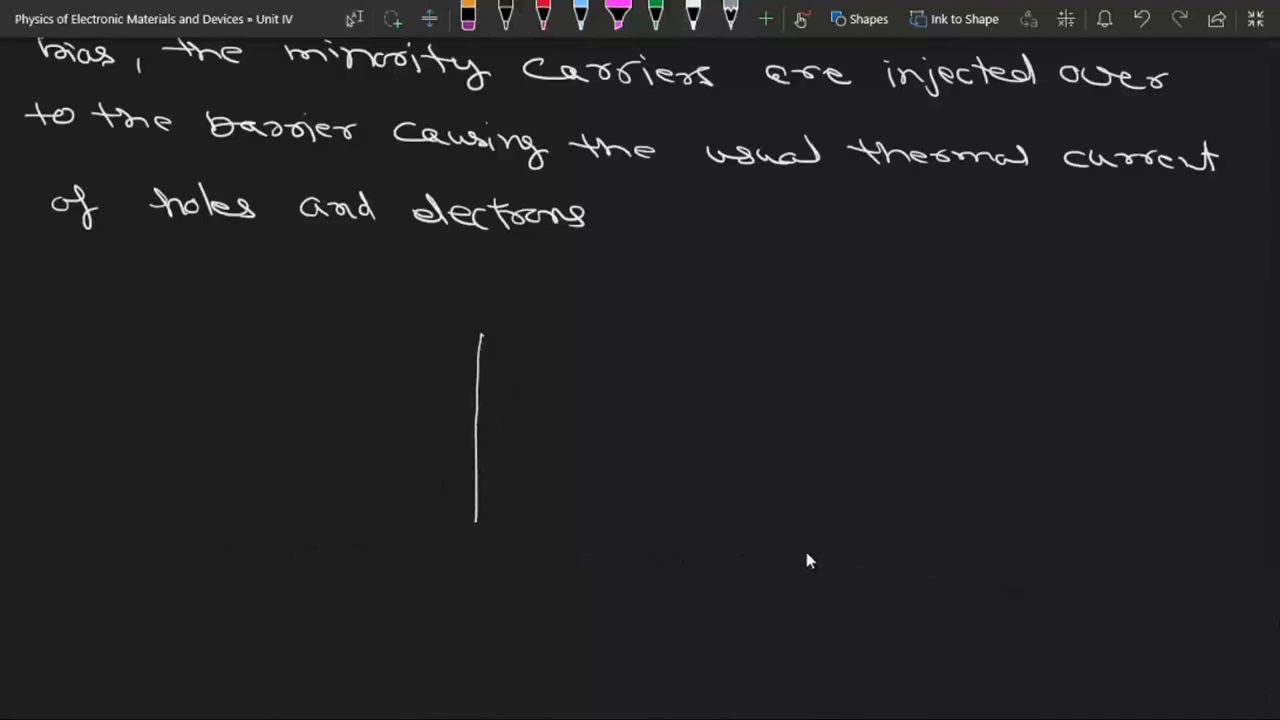 Physics of Electronic Materials and Devices » Unit IV
Shapes
Ink to Shape
bias, the minority carriers are injected over
to the barrier causing the usual thermal current
of holes and electrons